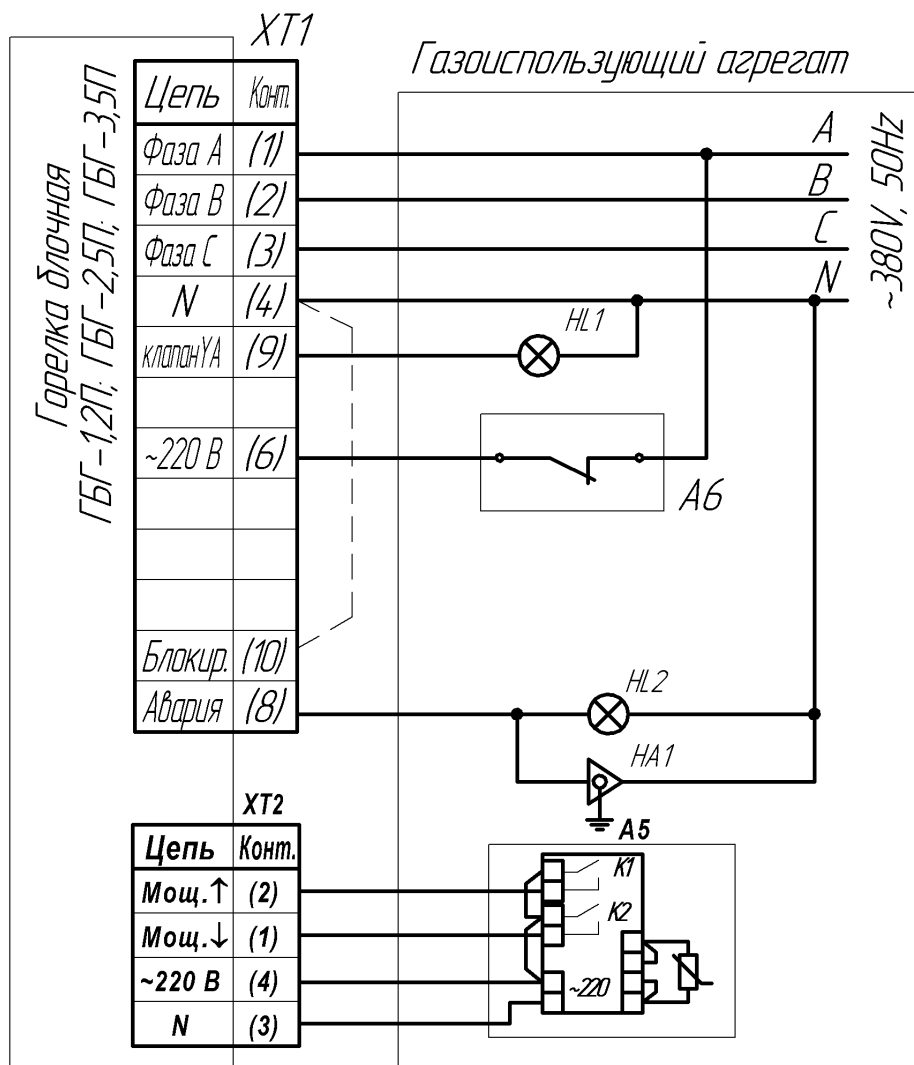 XT1
Газоиспользующий агрегат
Горелка блочная
ГБГ-1,2П; ГБГ-2,5П; ГБГ-3,5П
Цепь Конт.
Фаза А (1)
Фаза В (2)
Фаза С (3)
N (4)
клапанYA (9)
~220 В (6)
Блокир. (10)
Авария (8)
A
B
C
N
~380V, 50Hz
HL1
A6
HL2
HA1
XT2
Цепь Конт.
Мощ.↑ (2)
Мощ.↓ (1)
~220 В (4)
N (3)
A5
K1
K2
~220